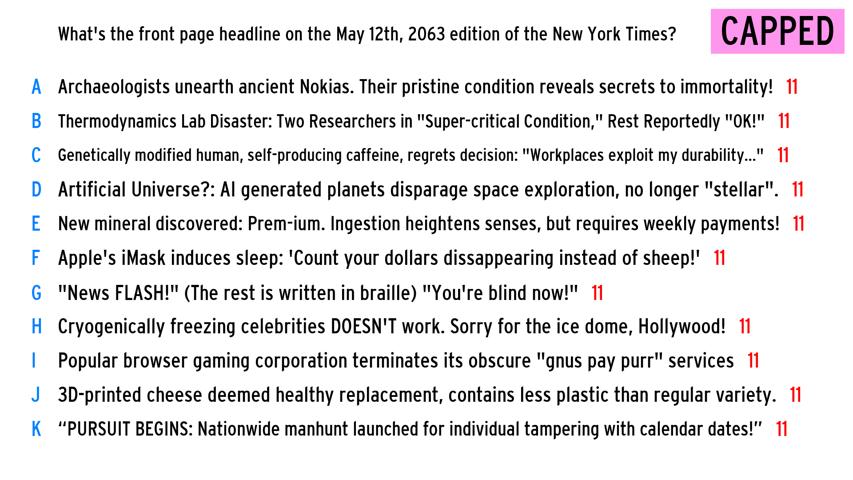 What's the front page headline on the May 12th, 2063 edition of the New York Times?
CAPPED
A Archaeologists unearth ancient Nokias. Their pristine condition reveals secrets to immortality! 11
B Thermodynamics Lab Disaster: Two Researchers in "Super-critical Condition," Rest Reportedly "OK!" 11
C Genetically modified human, self-producing caffeine, regrets decision: "Workplaces exploit my durability..." 11
D Artificial Universe?: AI generated planets disparage space exploration, no longer "stellar". 11
E New mineral discovered: Prem-ium. Ingestion heightens senses, but requires weekly payments! 11
F Apple's iMask induces sleep: 'Count your dollars dissappearing instead of sheep!' 11
G "News FLASH!" (The rest is written in braille) "You're blind now!" 11
H Cryogenically freezing celebrities DOESN'T work. Sorry for the ice dome, Hollywood! 11
I Popular browser gaming corporation terminates its obscure "gnus pay purr" services 11
J 3D-printed cheese deemed healthy replacement, contains less plastic than regular variety. 11
K “PURSUIT BEGINS: Nationwide manhunt launched for individual tampering with calendar dates!” 11